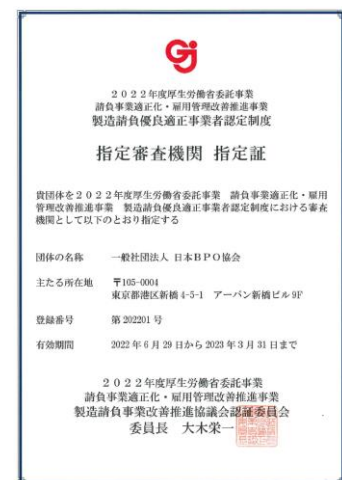 GJ
2022年度厚生労働省委託事業
請負事業適正化・雇用管理改善推進事業
製造請負優良適正事業者認定制度
指定審査機関 指定証
貴団体を2022年度厚生労働省委託事業 請負事業適正化・雇用
管理改善推進事業 製造請負優良適正事業者認定制度における審査
機関として以下のとおり指定する
団体の名称 一般社団法人 日本BPO協会
主たる所在地 〒105-0004
東京都港区新橋 4-5-1 アーバン新橋ビル 9F
登録番号 第 202201 号
有効期間 2022 年 6 月 29 日から 2023 年 3 月 31 日まで
2022年度厚生労働省委託事業
請負事業適正化・雇用管理改善推進事業
製造請負事業改善推進協議会認証委員会
委員長 大木栄一